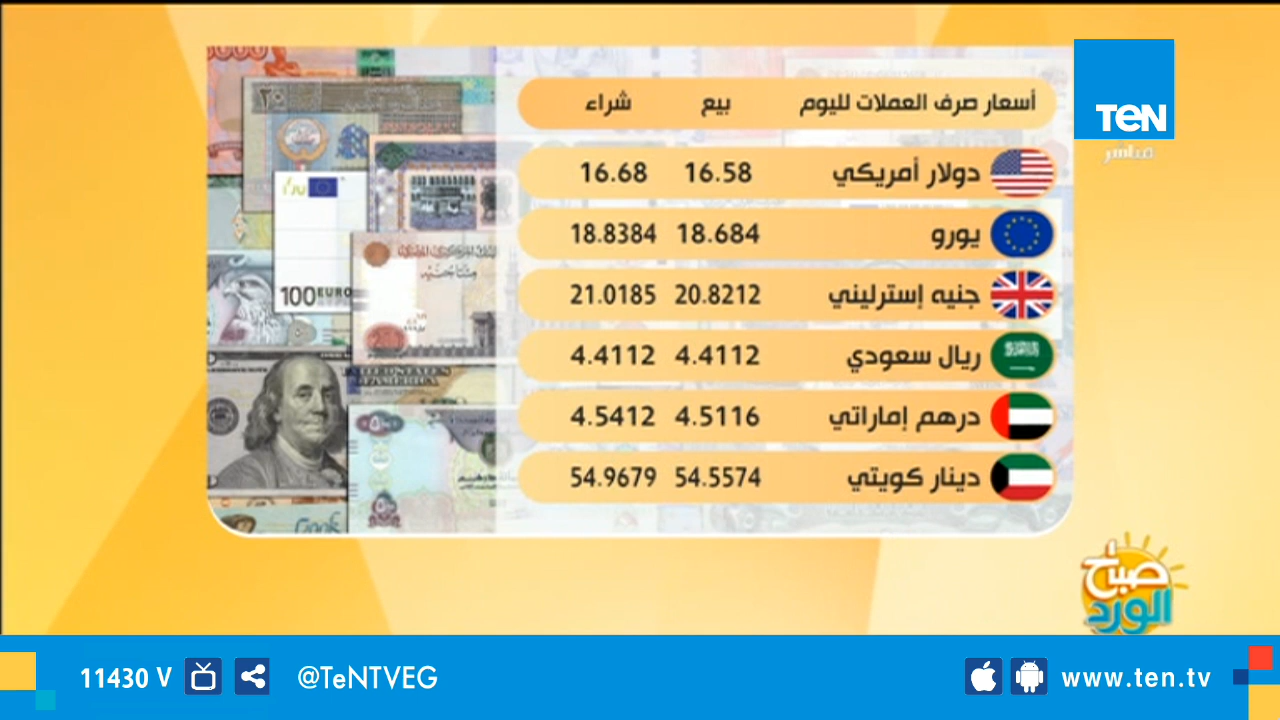 TEN
مباشر
أسعار صرف العملات لليوم بيع شراء
دولار أمريكي 16.58 16.68
يورو 18.684 18.8384
جنيه إسترليني 20.8212 21.0185
ريال سعودي 4.4112 4.4112
درهم إماراتي 4.5116 4.5412
دينار كويتي 54.5574 54.9679
100 EURO
صباح
الورد
11430 V @TeNTVEG www.ten.tv